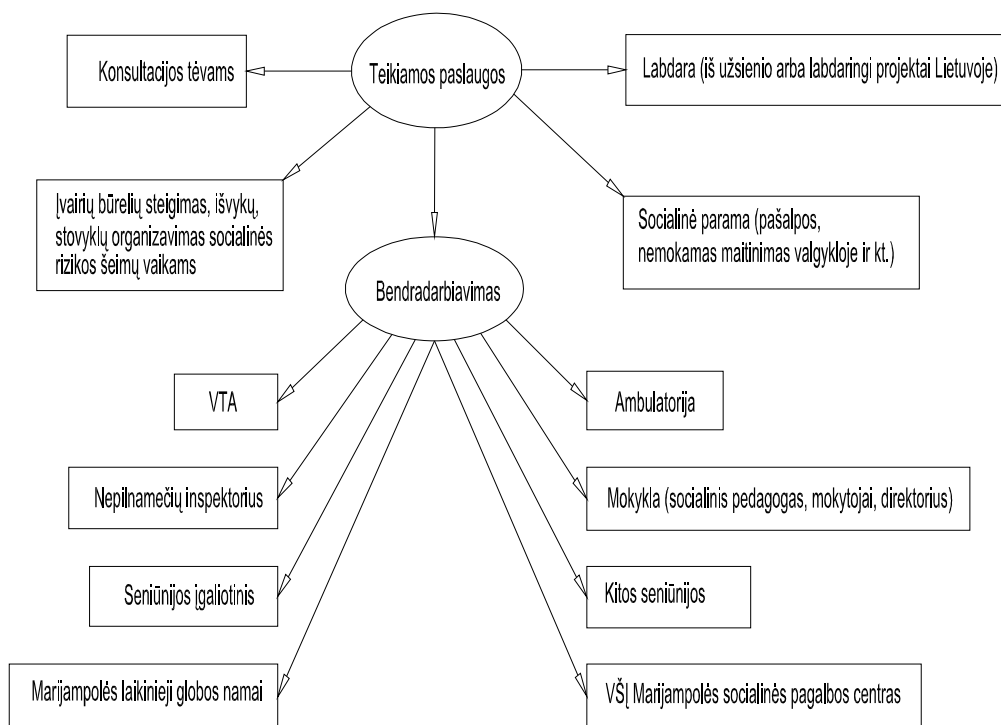 Konsultacijos tėvams
Teikiamos paslaugos
Labdara (iš užsienio arba labdaringi projektai Lietuvoje)
Įvairių būrelių steigimas, išvykų,
stovyklų organizavimas socialinės
rizikos šeimų vaikams
Socialinė parama (pašalpos,
nemokamas maitinimas valgykloje ir kt.)
Bendradarbiavimas
VTA
Ambulatorija
Nepilnamečių inspektorius
Mokykla (socialinis pedagogas, mokytojai, direktorius)
Seniūnijos įgaliotinis
Kitos seniūnijos
Marijampolės laikinieji globos namai
VŠĮ Marijampolės socialinės pagalbos centras